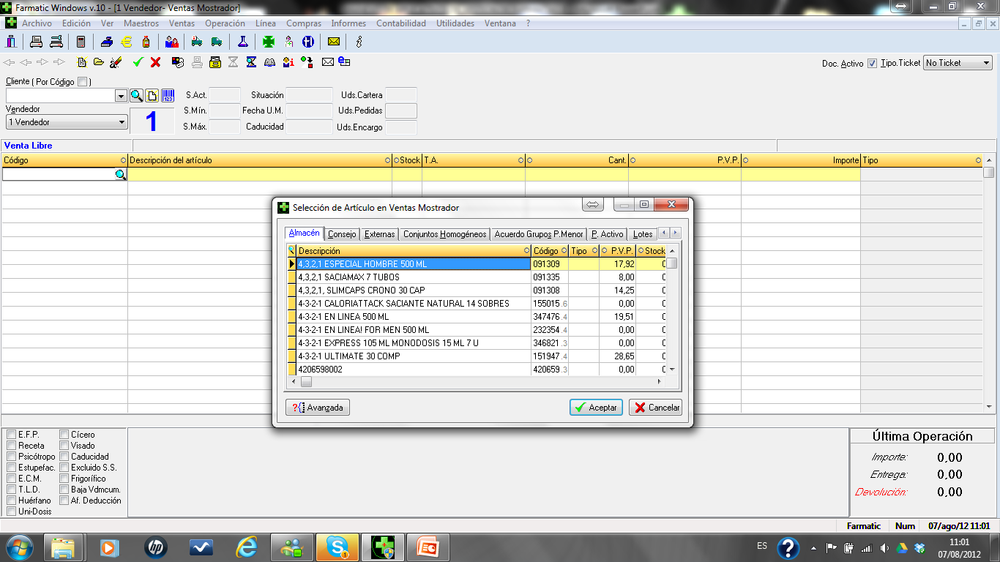 Farmatic Windows v.10 - [1 Vendedor- Ventas Mostrador]
Archivo Edición Ver Maestros Ventas Operación Línea Compras Informes Contabilidad Utilidades Ventana ?
Doc. Activo Tipo.Ticket No Ticket
Cliente ( Por Código )
123
S.Act. Situación Uds.Cartera
Vendedor
S.Mín. Fecha U.M. Uds.Pedidas
1 Vendedor
1
S.Máx. Caducidad Uds.Encargo
Venta Libre
Código Descripción del artículo Stock T.A. Cant. P.V.P. Importe Tipo
Selección de Artículo en Ventas Mostrador
Almacén Consejo Externas Conjuntos Homogéneos Acuerdo Grupos P.Menor P. Activo Lotes
Descripción Código Tipo P.V.P. Stock
4,3,2,1 ESPECIAL HOMBRE 500 ML 091309 17,92 0
4,3,2,1 SACIAMAX 7 TUBOS 091335 8,00 0
4,3,2,1, SLIMCAPS CRONO 30 CAP 091308 14,25 0
4-3-2-1 CALORIATTACK SACIANTE NATURAL 14 SOBRES 155015 .6 0,00 0
4-3-2-1 EN LINEA 500 ML 347476 .4 19,51 0
4-3-2-1 EN LINEA! FOR MEN 500 ML 232354 .4 0,00 0
4-3-2-1 EXPRESS 105 ML MONODOSIS 15 ML 7 U 346821 .3 0,00 0
4-3-2-1 ULTIMATE 30 COMP 151947 .4 28,65 0
4206598002 420659 .3 0,00 0
Avanzada Aceptar Cancelar
E.F.P. Cícero
Receta Visado
Psicótropo Caducidad
Estupefac. Excluido S.S.
E.C.M. Frigorífico
T.L.D. Baja Vdmcum.
Huérfano Af. Deducción
Uni-Dosis
Última Operación
Importe: 0,00
Entrega: 0,00
Devolución: 0,00
Farmatic Num 07/ago/12 11:01
ES
11:01
07/08/2012